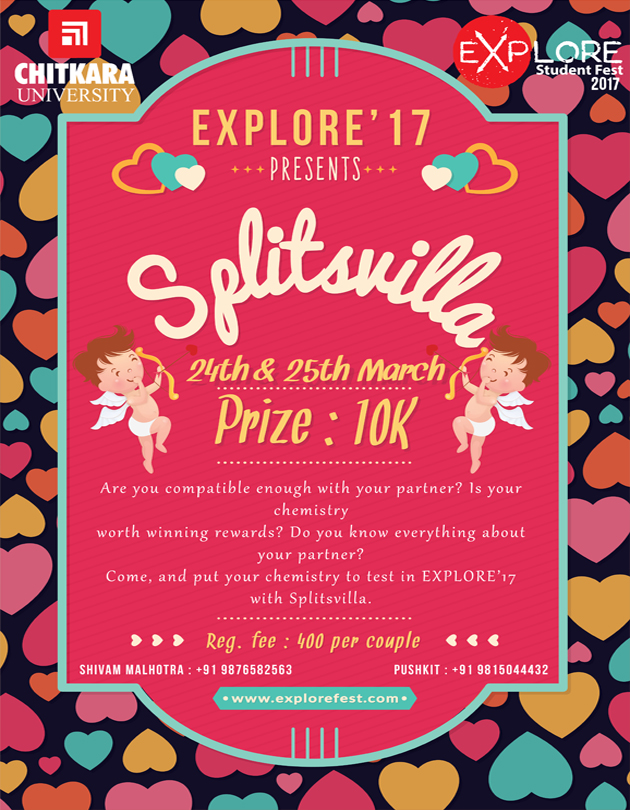 CHITKARA
UNIVERSITY
EXPLORE
Student Fest
2017
EXPLORE'17
PRESENTS
Splitsvilla
24th & 25th March
Prize : 10K
Are you compatible enough with your partner? Is your
chemistry
worth winning rewards? Do you know everything about
your partner?
Come, and put your chemistry to test in EXPLORE'17
with Splitsvilla.
Reg. fee : 400 per couple
SHIVAM MALHOTRA : +91 9876582563
PUSHKIT : +91 9815044432
• www.explorefest.com •